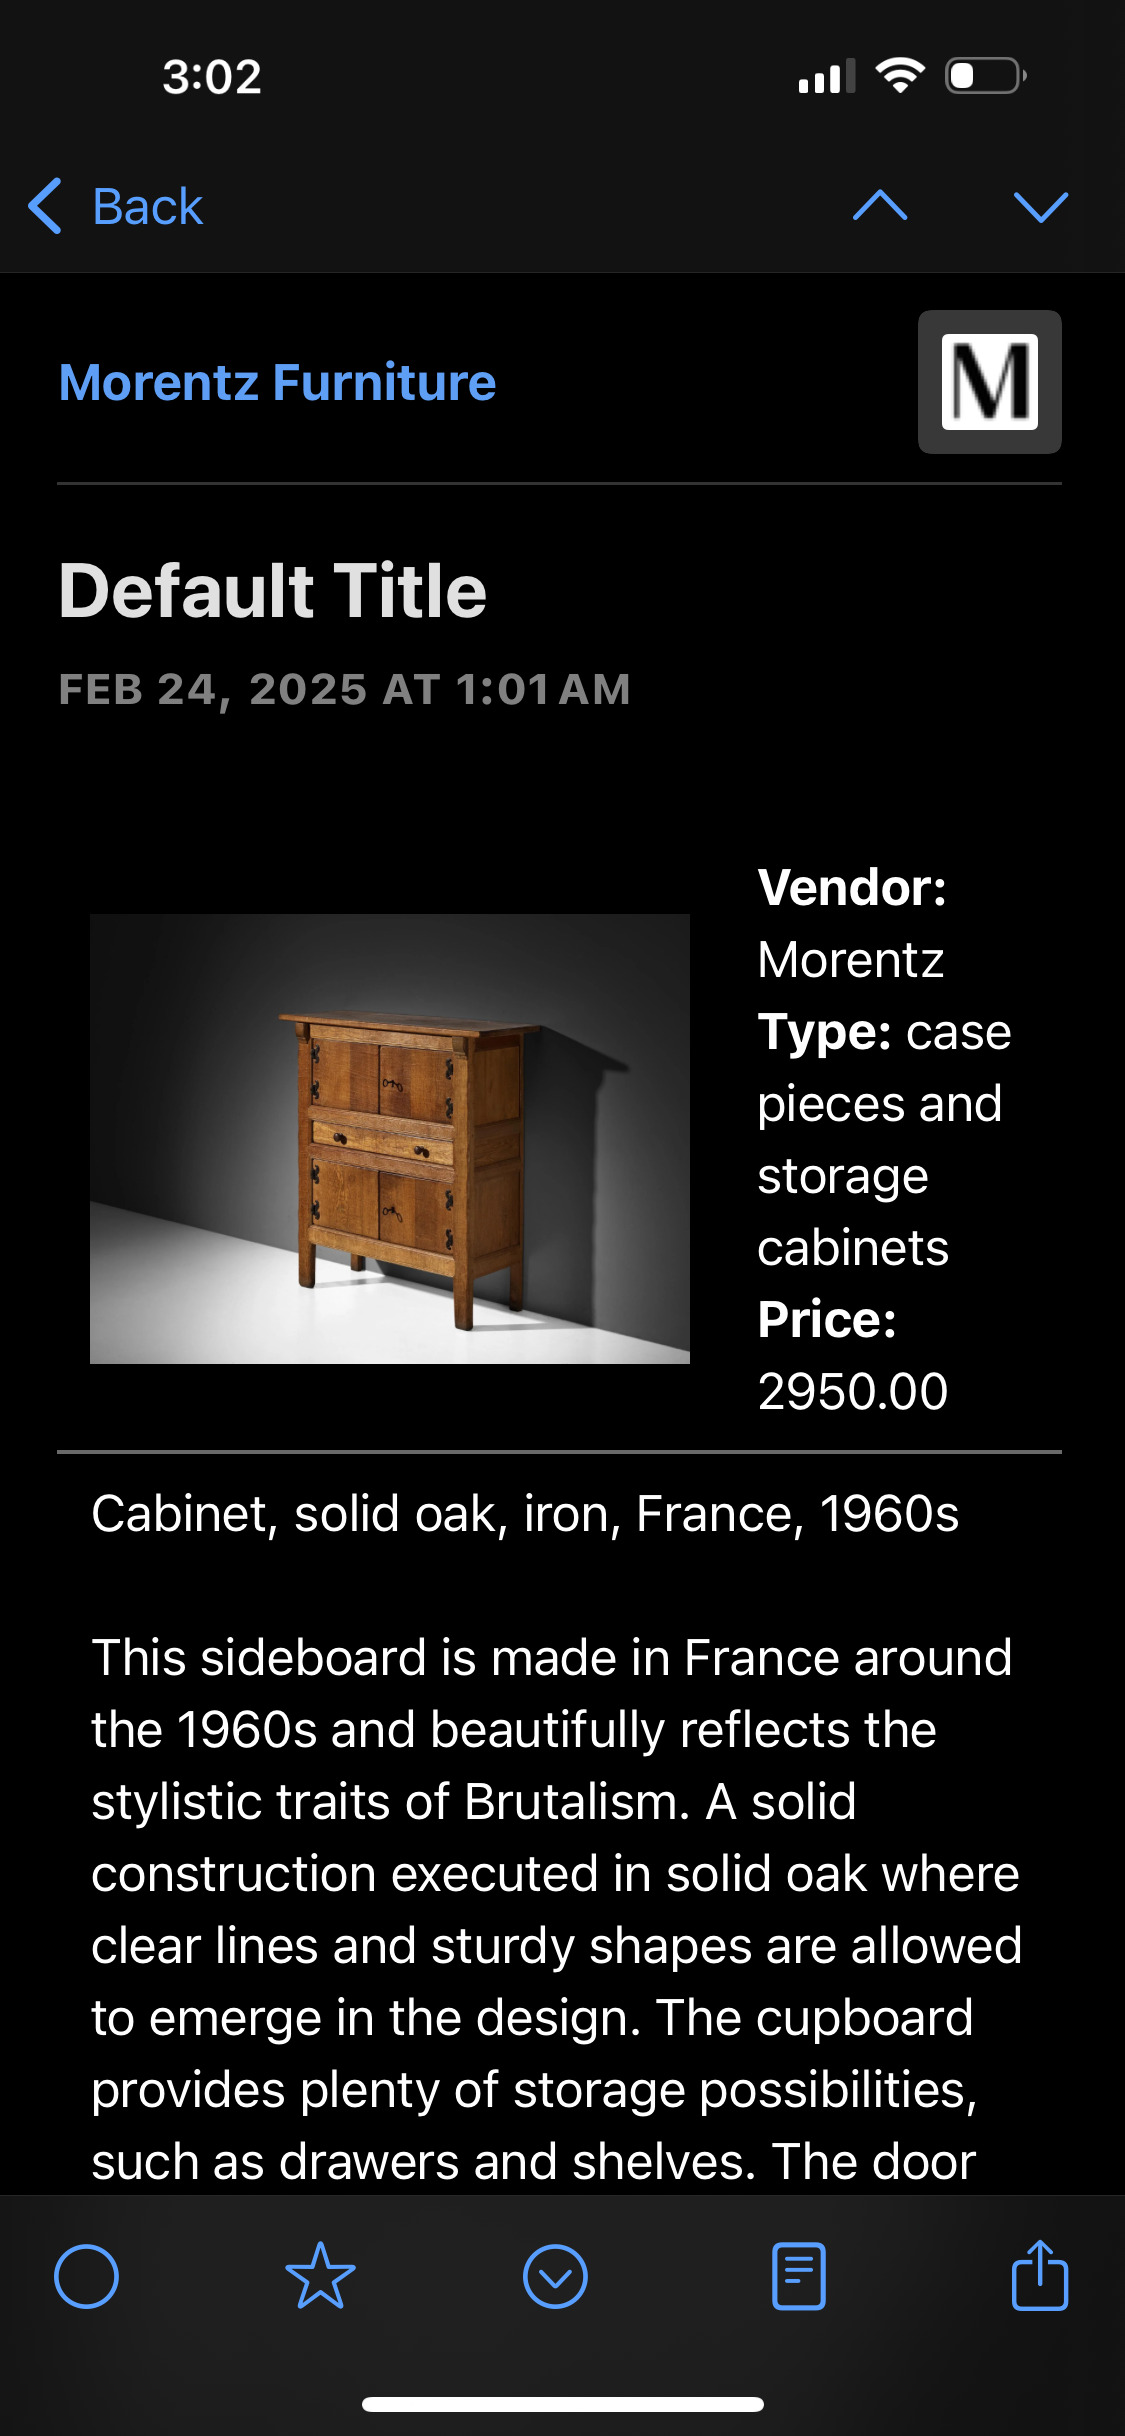 3:02
Back
Morentz Furniture
M
Default Title
FEB 24, 2025 AT 1:01 AM
Vendor:
Morentz
Type: case
pieces and
storage
cabinets
Price:
2950.00
Cabinet, solid oak, iron, France, 1960s
This sideboard is made in France around
the 1960s and beautifully reflects the
stylistic traits of Brutalism. A solid
construction executed in solid oak where
clear lines and sturdy shapes are allowed
to emerge in the design. The cupboard
provides plenty of storage possibilities,
such as drawers and shelves. The door